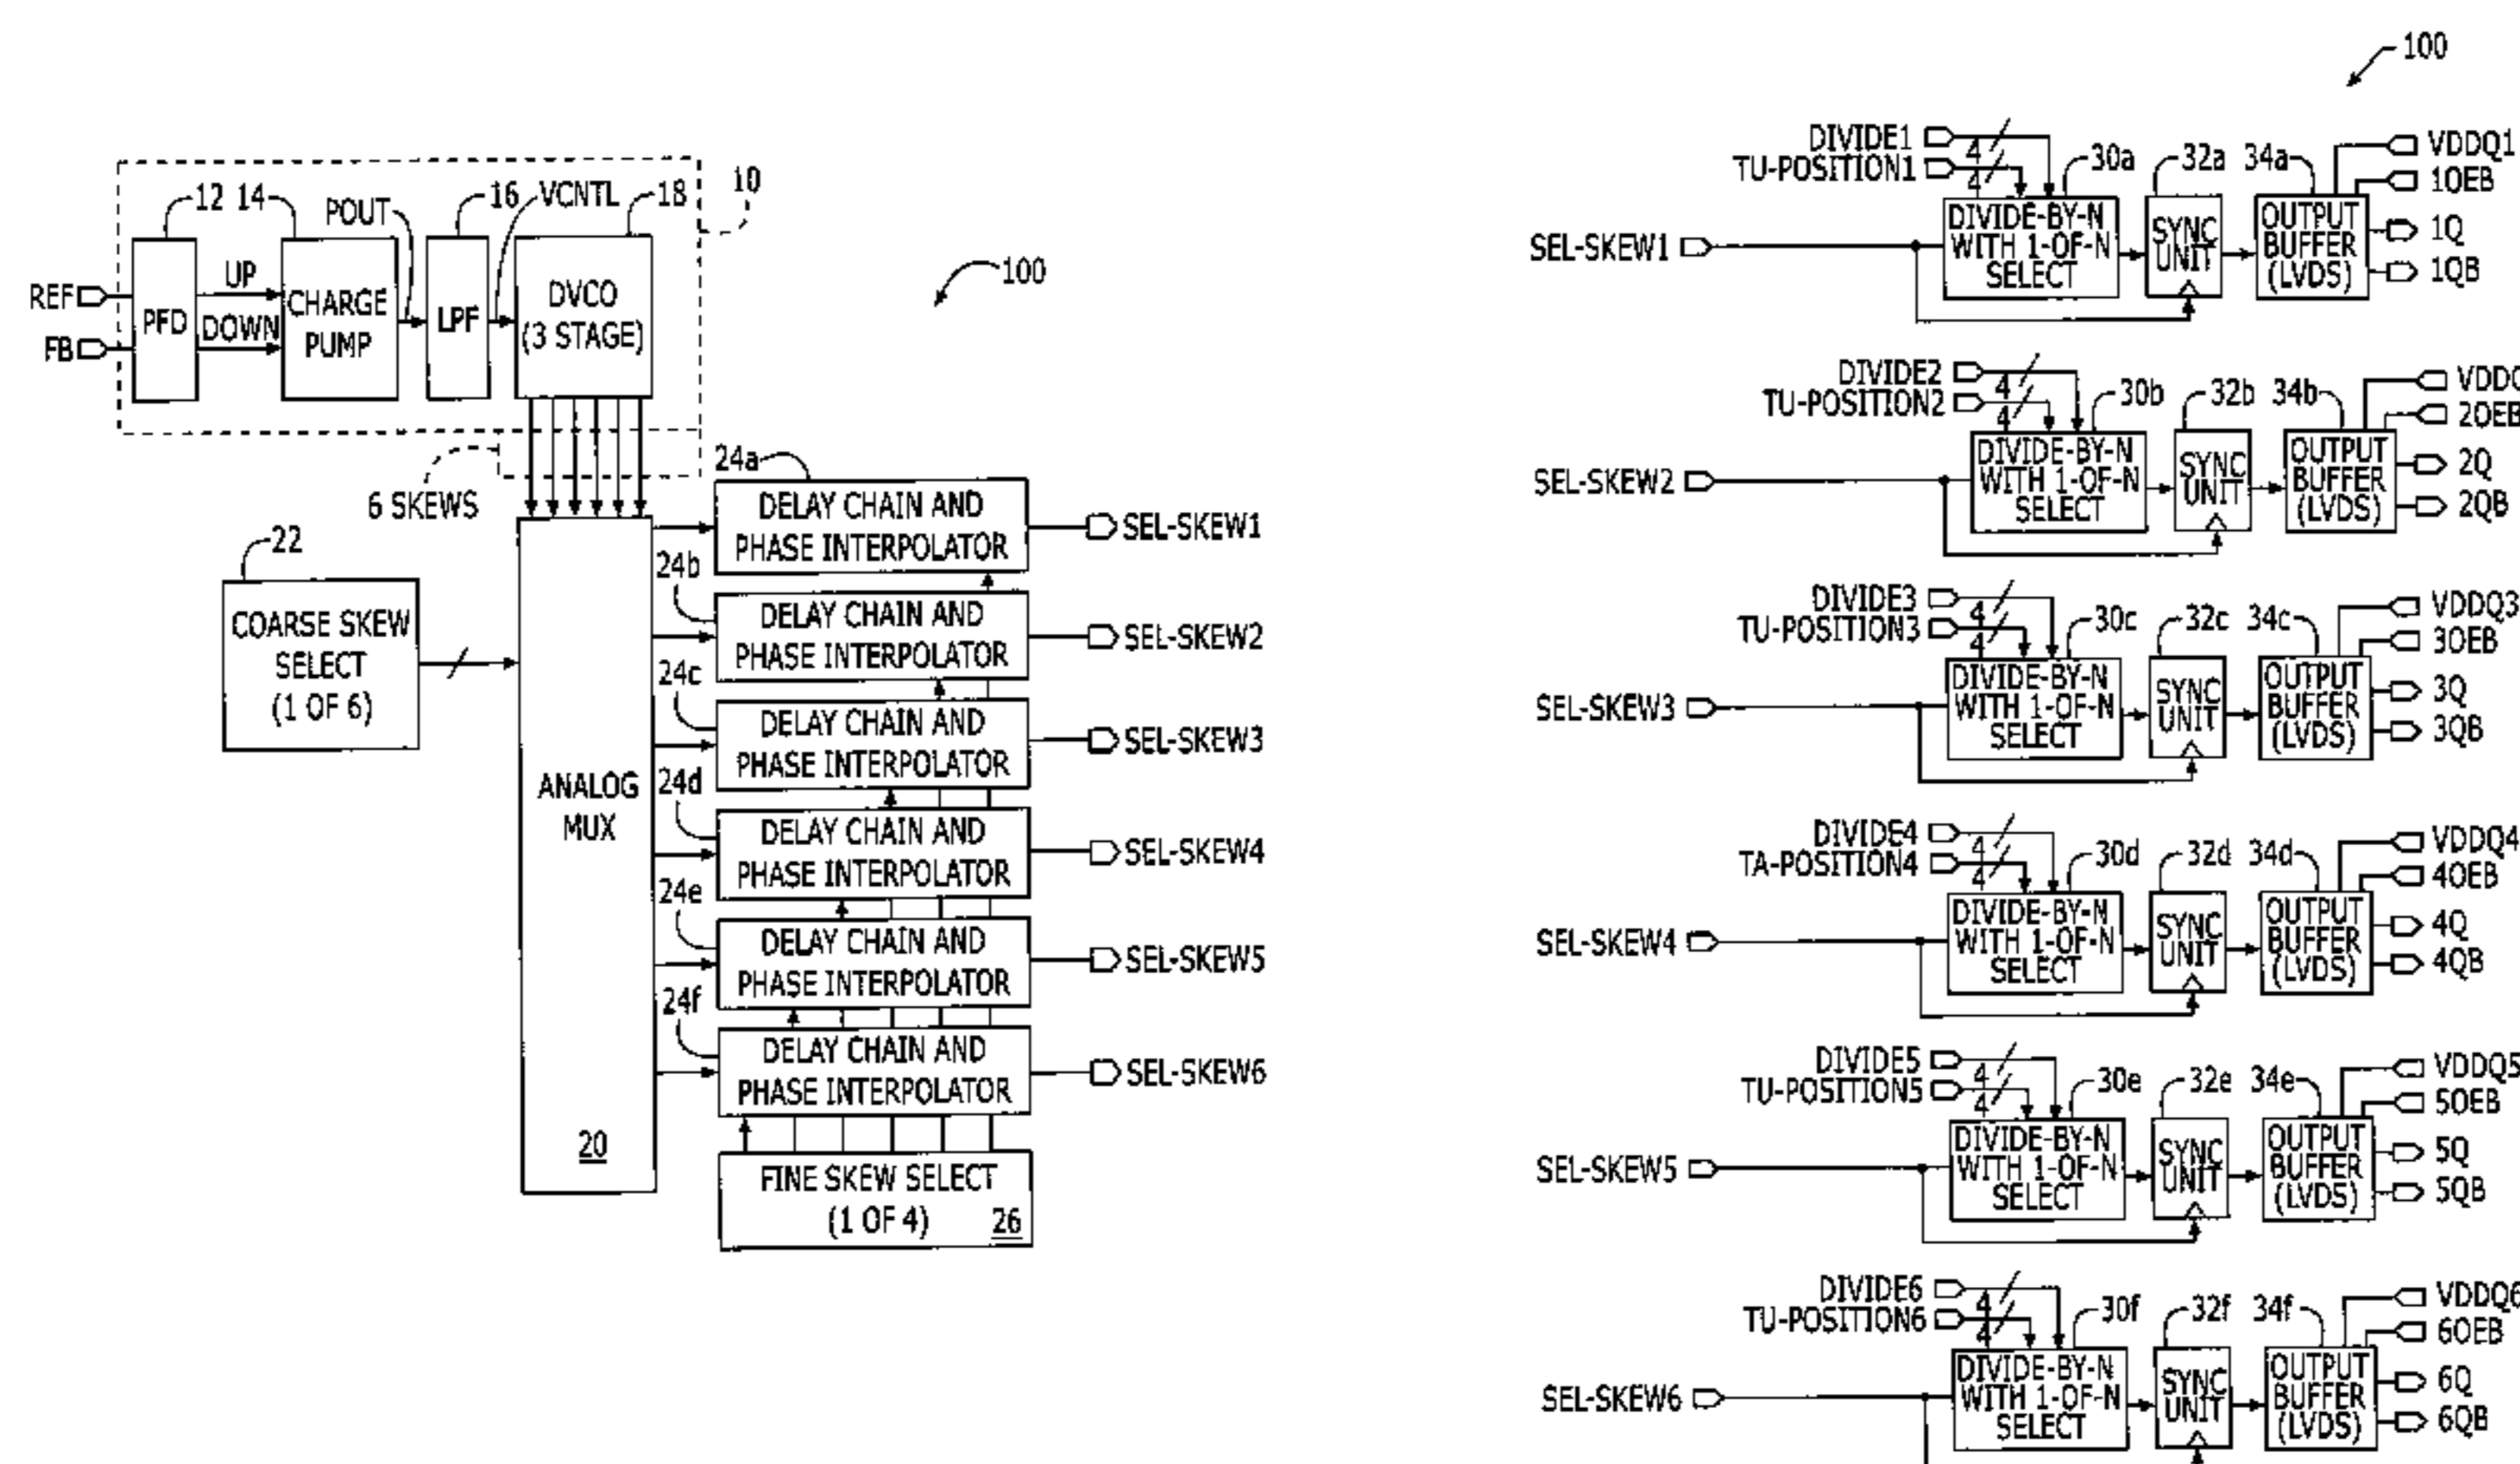 10
12
14
POUT
16
VCNTL
18
REF
FB
PFD
UP
DOWN
CHARGE
PUMP
LPF
DVCO
(3 STAGE)
100
6 SKEWS
22
COARSE SKEW
SELECT
(1 OF 6)
ANALOG
MUX
20
24a
DELAY CHAIN AND
PHASE INTERPOLATOR
SEL-SKEW1
24b
DELAY CHAIN AND
PHASE INTERPOLATOR
SEL-SKEW2
24c
DELAY CHAIN AND
PHASE INTERPOLATOR
SEL-SKEW3
24d
DELAY CHAIN AND
PHASE INTERPOLATOR
SEL-SKEW4
24e
DELAY CHAIN AND
PHASE INTERPOLATOR
SEL-SKEW5
24f
DELAY CHAIN AND
PHASE INTERPOLATOR
SEL-SKEW6
FINE SKEW SELECT
(1 OF 4)
26
100
DIVIDE1
4
TU-POSITION1
4
30a
32a
34a
VDDQ1
1OEB
SEL-SKEW1
DIVIDE-BY-N
WITH 1-OF-N
SELECT
SYNC
UNIT
OUTPUT
BUFFER
(LVDS)
1Q
1QB
DIVIDE2
4
TU-POSITION2
4
30b
32b
34b
2OEB
SEL-SKEW2
DIVIDE-BY-N
WITH 1-OF-N
SELECT
SYNC
UNIT
OUTPUT
BUFFER
(LVDS)
2Q
2QB
DIVIDE3
4
TU-POSITION3
4
30c
32c
34c
VDDQ3
3OEB
SEL-SKEW3
DIVIDE-BY-N
WITH 1-OF-N
SELECT
SYNC
UNIT
OUTPUT
BUFFER
(LVDS)
3Q
3QB
DIVIDE4
4
TA-POSITION4
4
30d
32d
34d
VDDQ4
4OEB
SEL-SKEW4
DIVIDE-BY-N
WITH 1-OF-N
SELECT
SYNC
UNIT
OUTPUT
BUFFER
(LVDS)
4Q
4QB
DIVIDE5
4
TU-POSITION5
4
30e
32e
34e
VDDQ5
5OEB
SEL-SKEW5
DIVIDE-BY-N
WITH 1-OF-N
SELECT
SYNC
UNIT
OUTPUT
BUFFER
(LVDS)
5Q
5QB
DIVIDE6
4
TU-POSITION6
4
30f
32f
34f
VDDQ6
6OEB
SEL-SKEW6
DIVIDE-BY-N
WITH 1-OF-N
SELECT
SYNC
UNIT
OUTPUT
BUFFER
(LVDS)
6Q
6QB